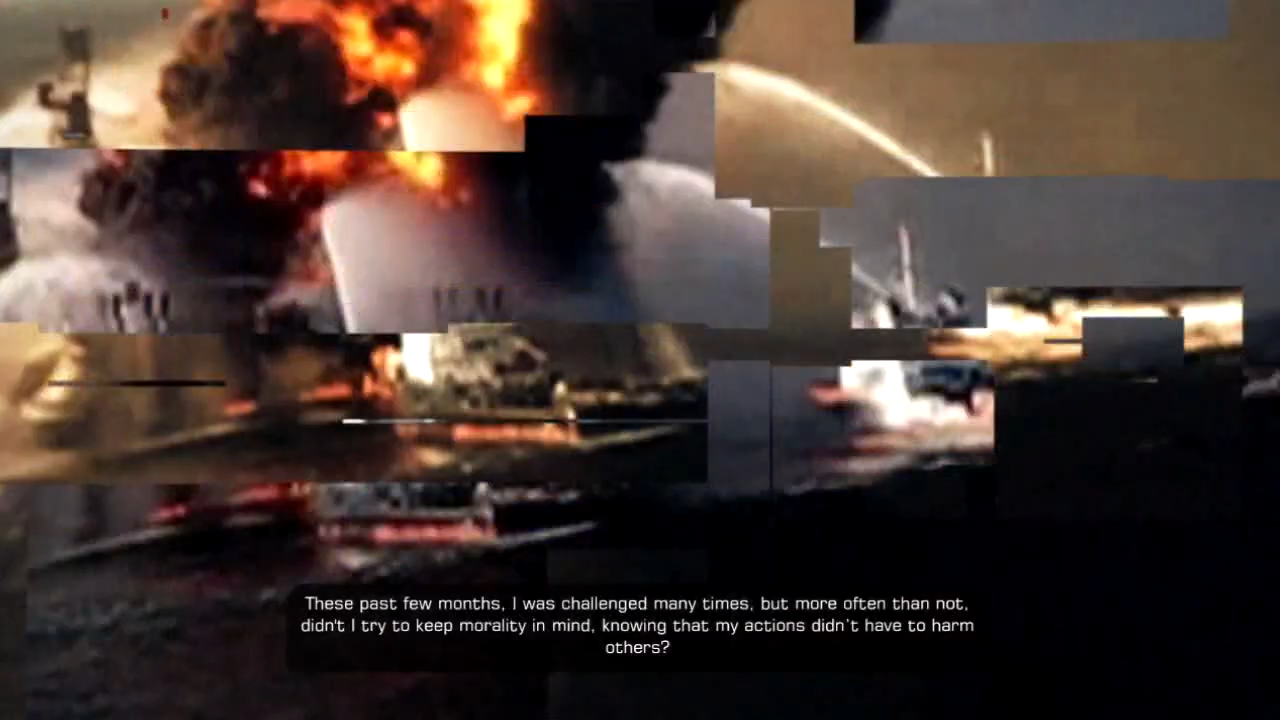 These past few months, I was challenged many times, but more often than not,
didn't I try to keep morality in mind, knowing that my actions didn't have to harm
others?